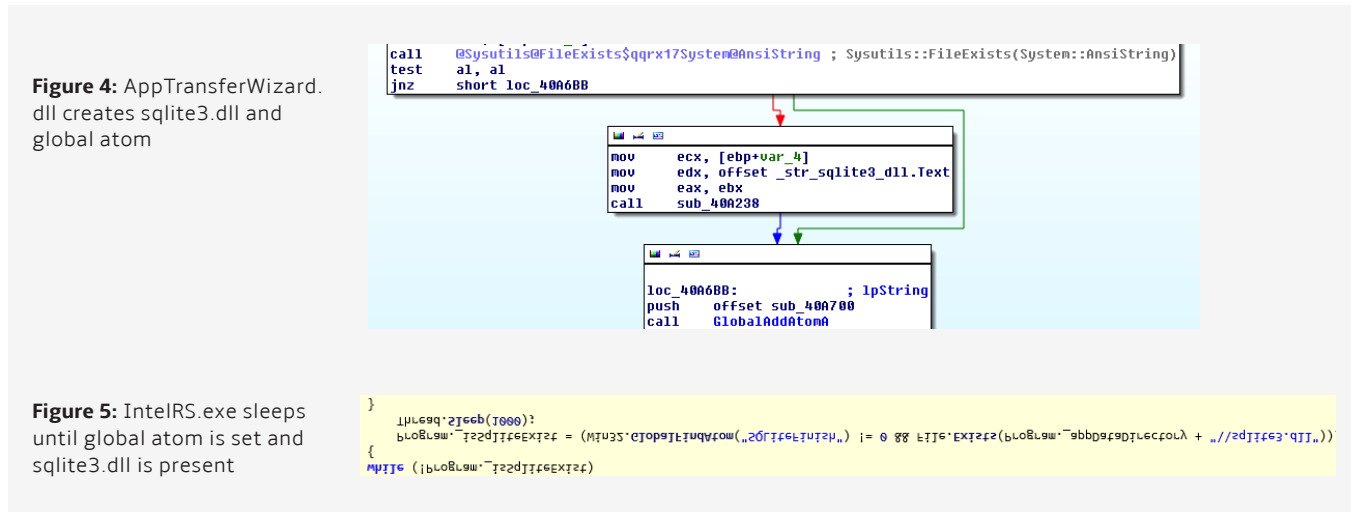 Figure 4: AppTransferWizard.
dll creates sqlite3.dll and
global atom
call @Sysutils@FileExists$qqrx17System@AnsiString ; Sysutils::FileExists(System::AnsiString)
test al, al
jnz short loc_40A6BB
mov ecx, [ebp+var_4]
mov edx, offset _str_sqlite3_dll.Text
mov eax, ebx
call sub_40A238
loc_40A6BB: ; lpString
push offset sub_40A700
call GlobalAddAtomA
Figure 5: IntelRS.exe sleeps
until global atom is set and
sqlite3.dll is present
while (!Program._isSqliteExist)
{
Program._isSqliteExist = (Win32.GlobalFindAtom("SQLiteFinish") != 0 && File.Exists(Program._appDataDirectory + "//sqlite3.dll"))
Thread.Sleep(1000);
}